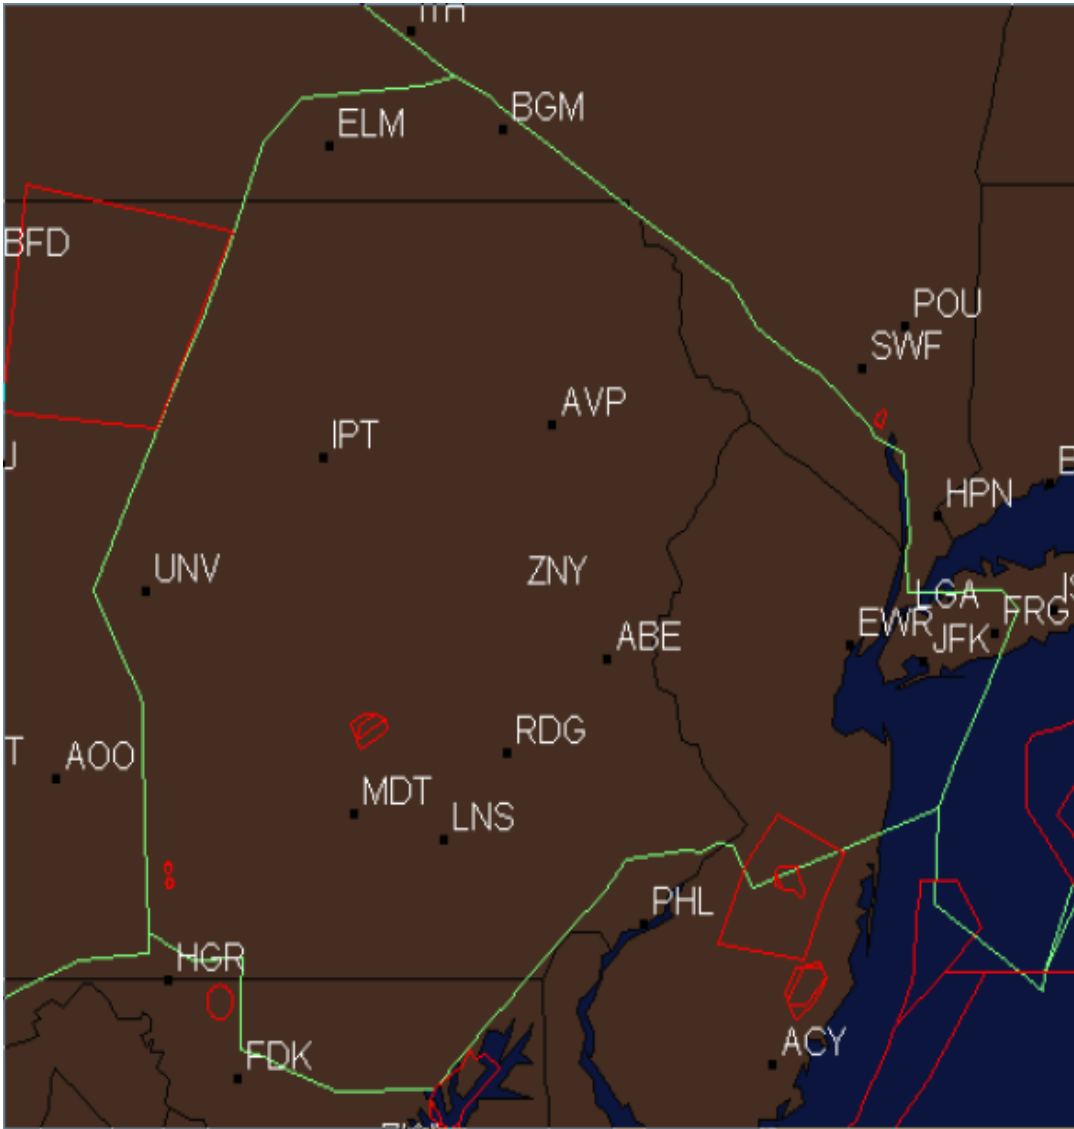 ITH
BGM
ELM
BFD
POU
SWF
AVP
IPT
J
HPN
UNV
ZNY
LGA
FRG
EWR
JFK
ABE
RDG
T
AOO
MDT
LNS
PHL
HGR
ACY
FDK